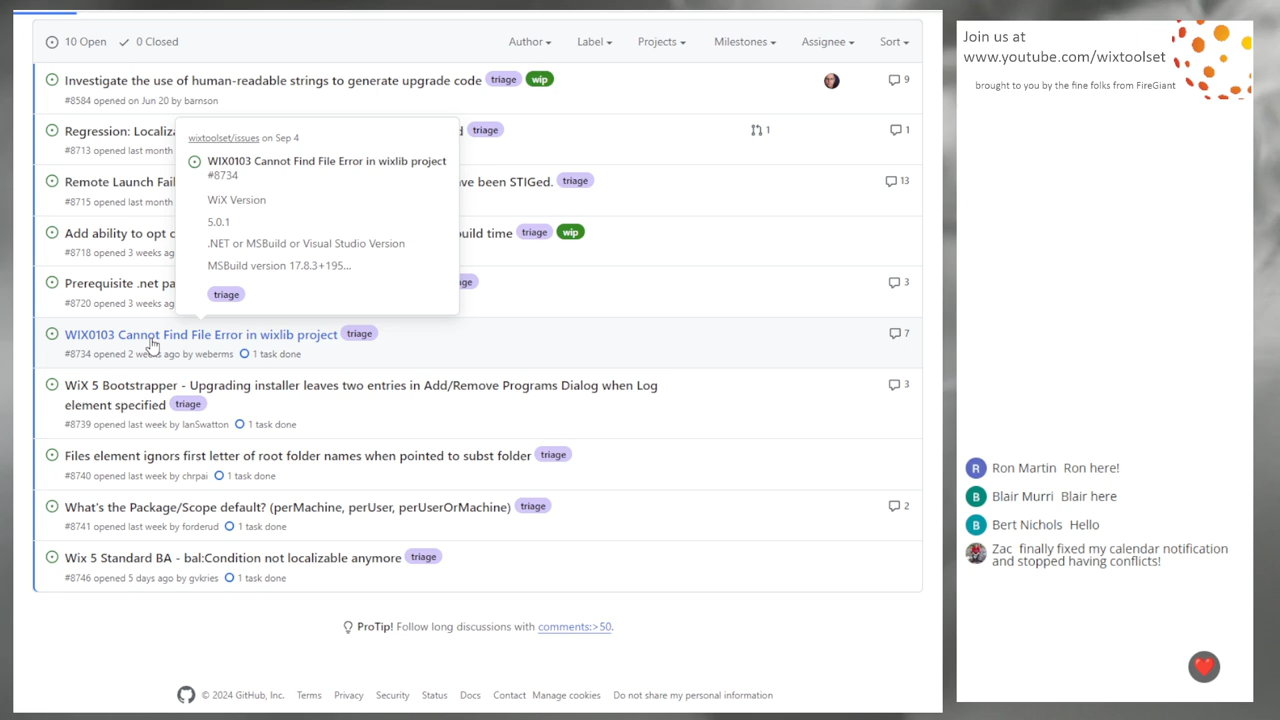 10 Open 0 Closed Author Label Projects Milestones Assignee Sort
Investigate the use of human-readable strings to generate upgrade code triage wip 9
#8584 opened on Jun 20 by barnson
Regression: Localiza d triage 1 1
#8713 opened last month
Remote Launch Fail ve been STIGed. triage 13
#8715 opened last month
Add ability to opt c uild time triage wip
#8718 opened 3 weeks ag
Prerequisite .net pa ge 3
#8720 opened 3 weeks ag
wixtoolset/issues on Sep 4
WIX0103 Cannot Find File Error in wixlib project
#8734
WiX Version
5.0.1
.NET or MSBuild or Visual Studio Version
MSBuild version 17.8.3+195...
triage
WIX0103 Cannot Find File Error in wixlib project triage 7
#8734 opened 2 weeks ago by weberms 1 task done
WiX 5 Bootstrapper - Upgrading installer leaves two entries in Add/Remove Programs Dialog when Log 3
element specified triage
#8739 opened last week by IanSwatton 1 task done
Files element ignors first letter of root folder names when pointed to subst folder triage
#8740 opened last week by chrpai 1 task done
What's the Package/Scope default? (perMachine, perUser, perUserOrMachine) triage 2
#8741 opened last week by forderud 1 task done
Wix 5 Standard BA - bal:Condition not localizable anymore triage
#8746 opened 5 days ago by gvkries 1 task done
ProTip! Follow long discussions with comments:>50.
© 2024 GitHub, Inc. Terms Privacy Security Status Docs Contact Manage cookies Do not share my personal information
Join us at
www.youtube.com/wixtoolset
brought to you by the fine folks from FireGiant
R Ron Martin Ron here!
B Blair Murri Blair here
B Bert Nichols Hello
Zac finally fixed my calendar notification
and stopped having conflicts!